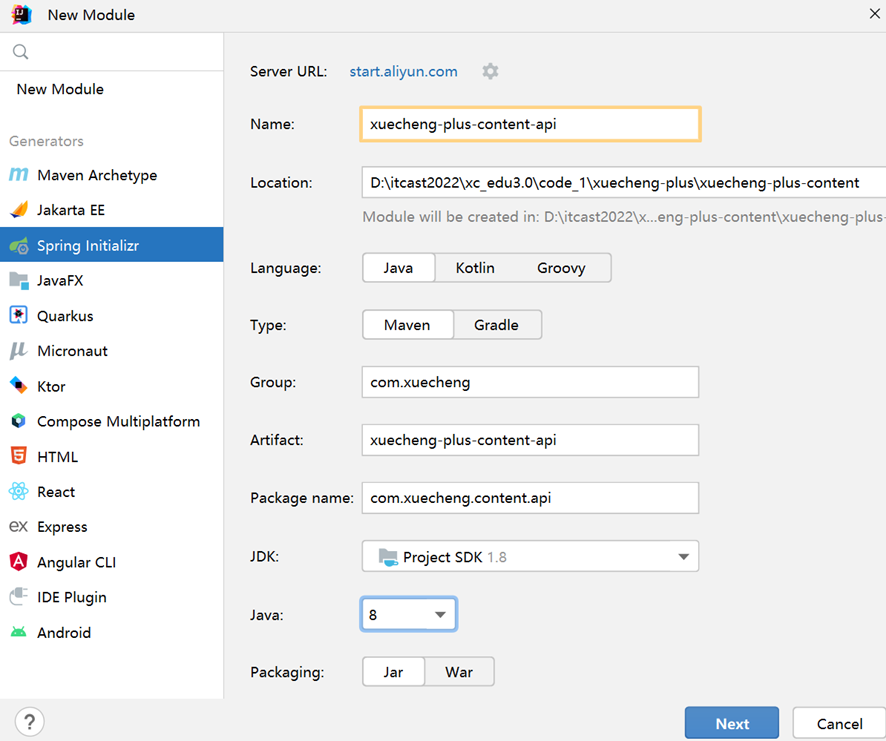 New Module
New Module
Generators
Maven Archetype
Jakarta EE
Spring Initializr
JavaFX
Quarkus
Micronaut
Ktor
Compose Multiplatform
HTML
React
Express
Angular CLI
IDE Plugin
Android
Server URL: start.aliyun.com
Name: xuecheng-plus-content-api
Location: D:\itcast2022\xc_edu3.0\code_1\xuecheng-plus\xuecheng-plus-content
Module will be created in: D:\itcast2022\x...eng-plus-content\xuecheng-plus-
Language: Java Kotlin Groovy
Type: Maven Gradle
Group: com.xuecheng
Artifact: xuecheng-plus-content-api
Package name: com.xuecheng.content.api
JDK: Project SDK 1.8
Java: 8
Packaging: Jar War
? Next Cancel